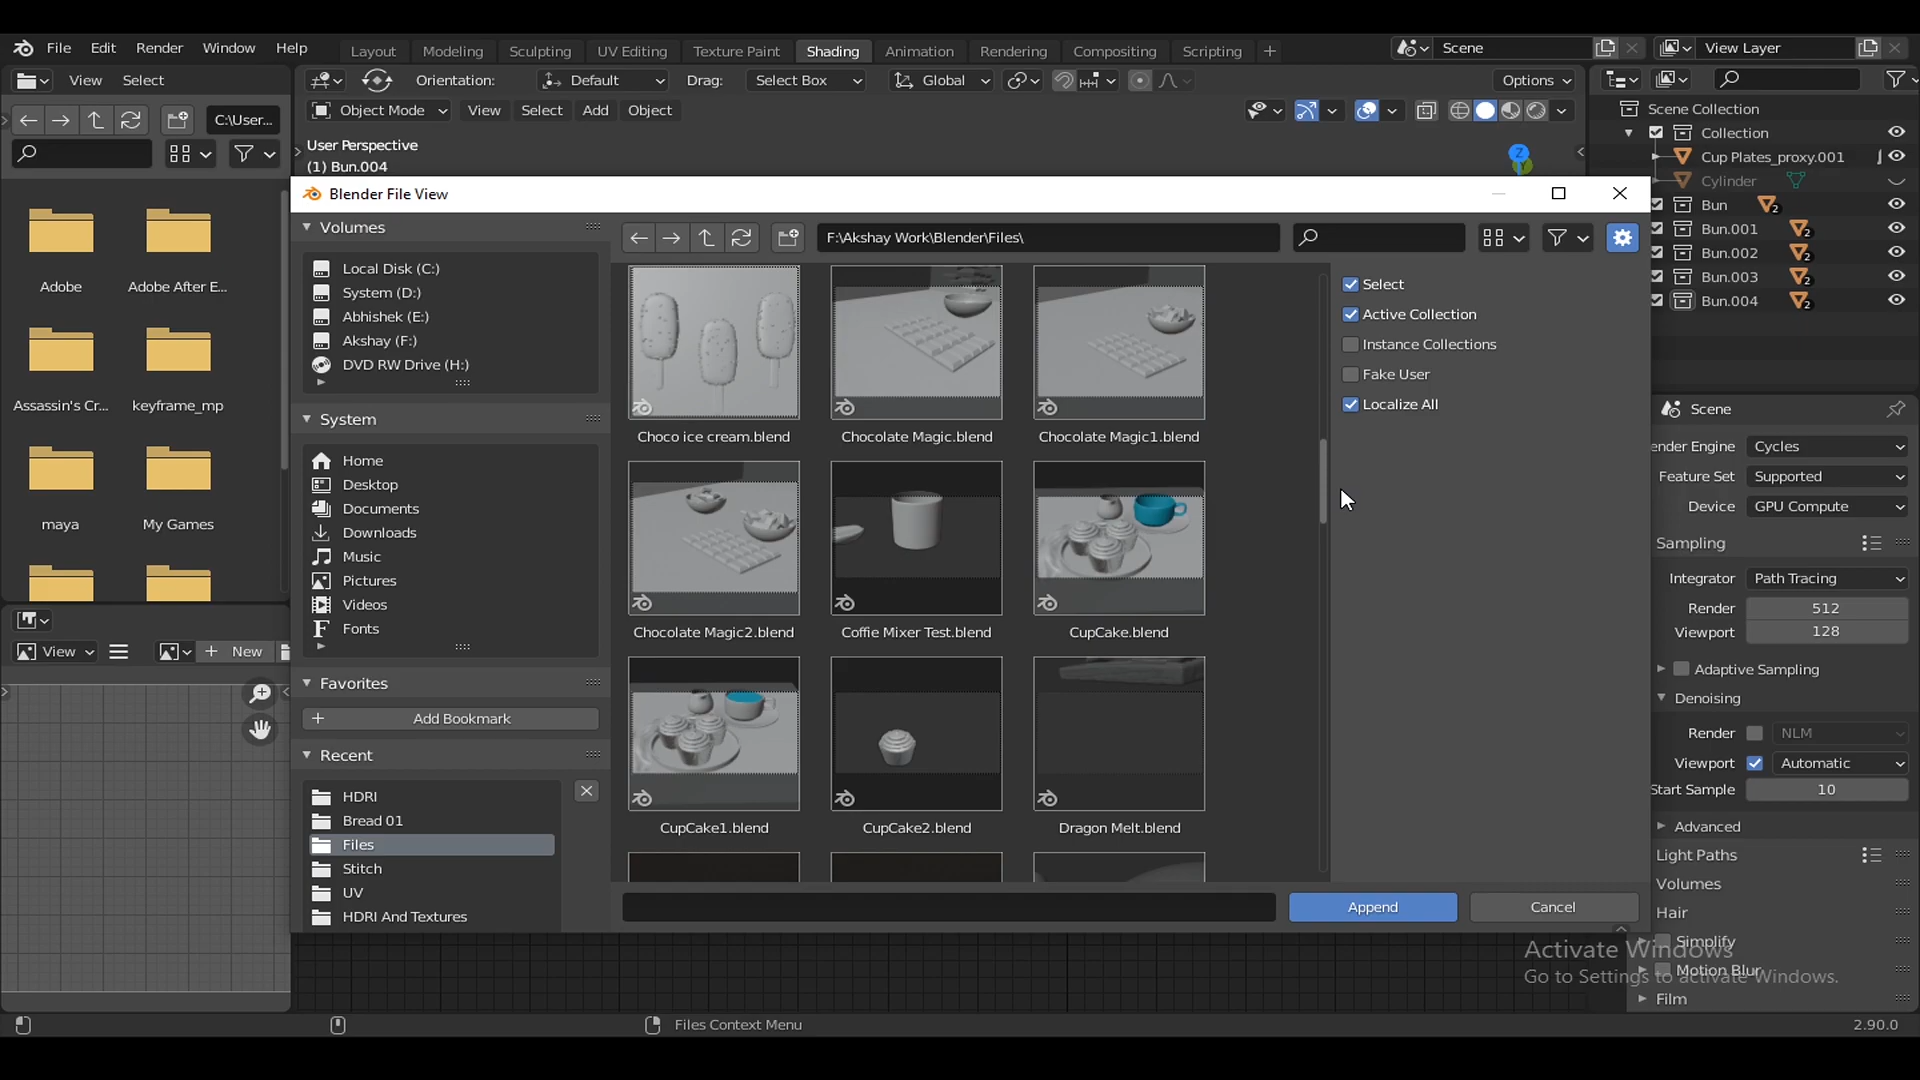 File Edit Render Window Help Layout Modeling Sculpting UV Editing Texture Paint Shading Animation Rendering Compositing Scripting + Scene View Layer
View Select Orientation: Default Drag: Select Box Global Options
C:\User... Object Mode View Select Add Object
User Perspective
(1) Bun.004
Z
Adobe Adobe After E...
Assassin's Cr... keyframe_mp
maya My Games
View + New
Blender File View
Volumes
Local Disk (C:)
System (D:)
Abhishek (E:)
Akshay (F:)
DVD RW Drive (H:)
System
Home
Desktop
Documents
Downloads
Music
Pictures
Videos
Fonts
Favorites
+ Add Bookmark
Recent
HDRI
Bread 01
Files
Stitch
UV
HDRI And Textures
F:\Akshay Work\Blender\Files\
Choco ice cream.blend Chocolate Magic.blend Chocolate Magic1.blend
Chocolate Magic2.blend Coffie Mixer Test.blend CupCake.blend
CupCake1.blend CupCake2.blend Dragon Melt.blend
Select
Active Collection
Instance Collections
Fake User
Localize All
Append Cancel
Scene Collection
Collection
Cup Plates_proxy.001
Cylinder
Bun 2
Bun.001 2
Bun.002 2
Bun.003 2
Bun.004 2
Scene
ender Engine Cycles
Feature Set Supported
Device GPU Compute
Sampling
Integrator Path Tracing
Render 512
Viewport 128
Adaptive Sampling
Denoising
Render NLM
Viewport Automatic
Start Sample 10
Advanced
Light Paths
Volumes
Hair
Simplify
Motion Blur
Film
Activate Windows
Go to Settings to activate Windows.
Files Context Menu 2.90.0